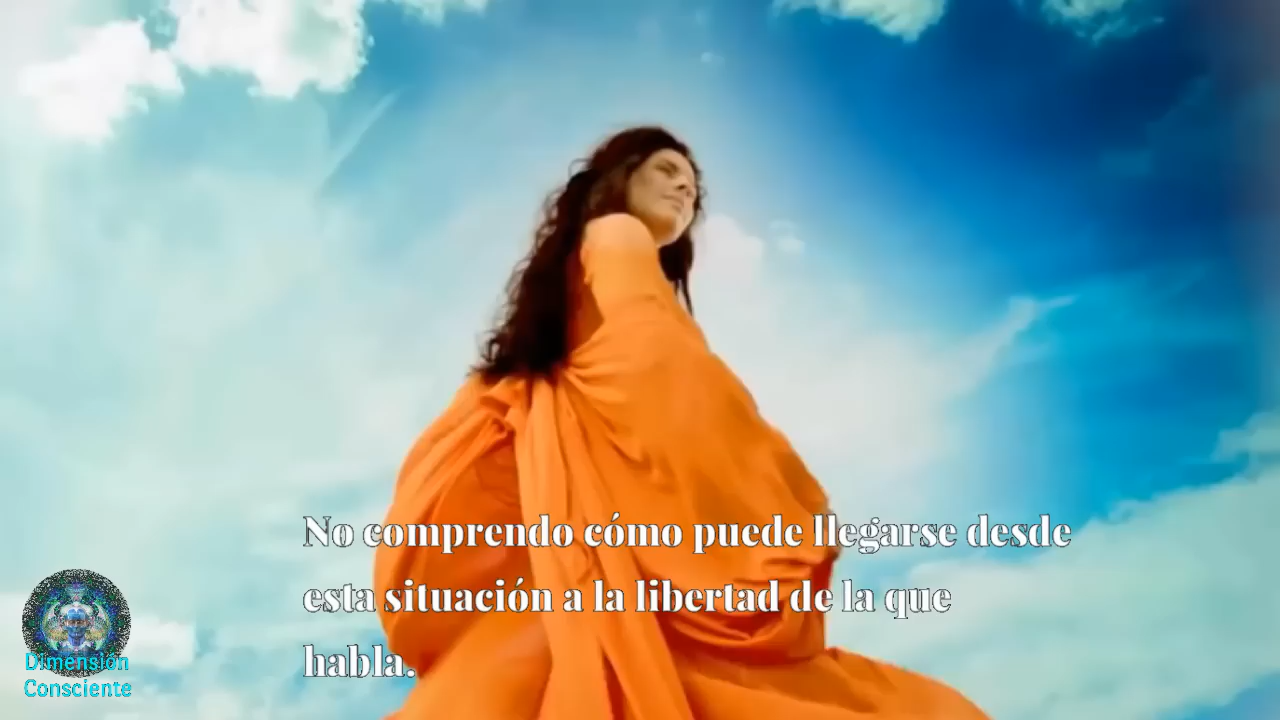 No comprendo cómo puede llegarse desde
esta situación a la libertad de la que
habla.
Dimensión
Consciente